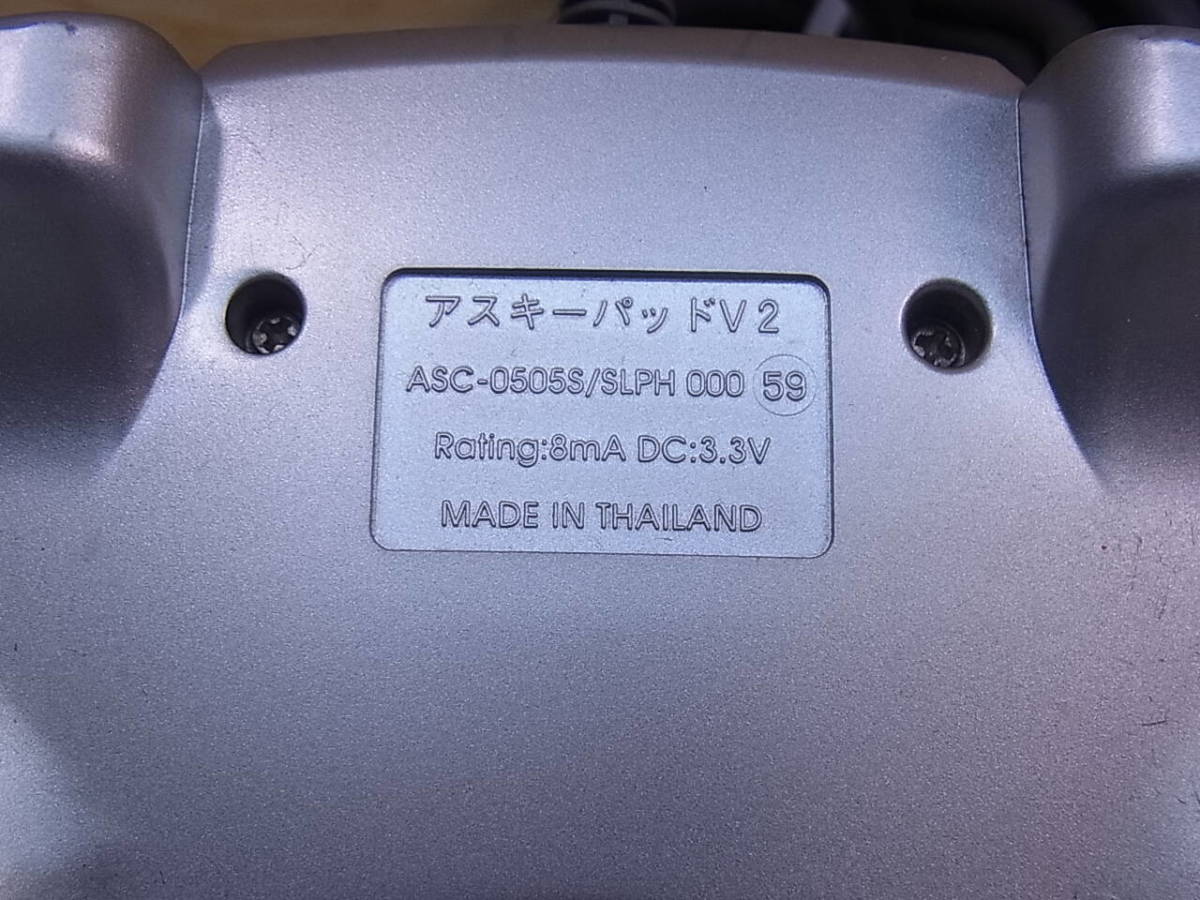 アスキーパッドV2
ASC-0505S/SLPH 000 59
Rating:8mA DC:3.3V
MADE IN THAILAND